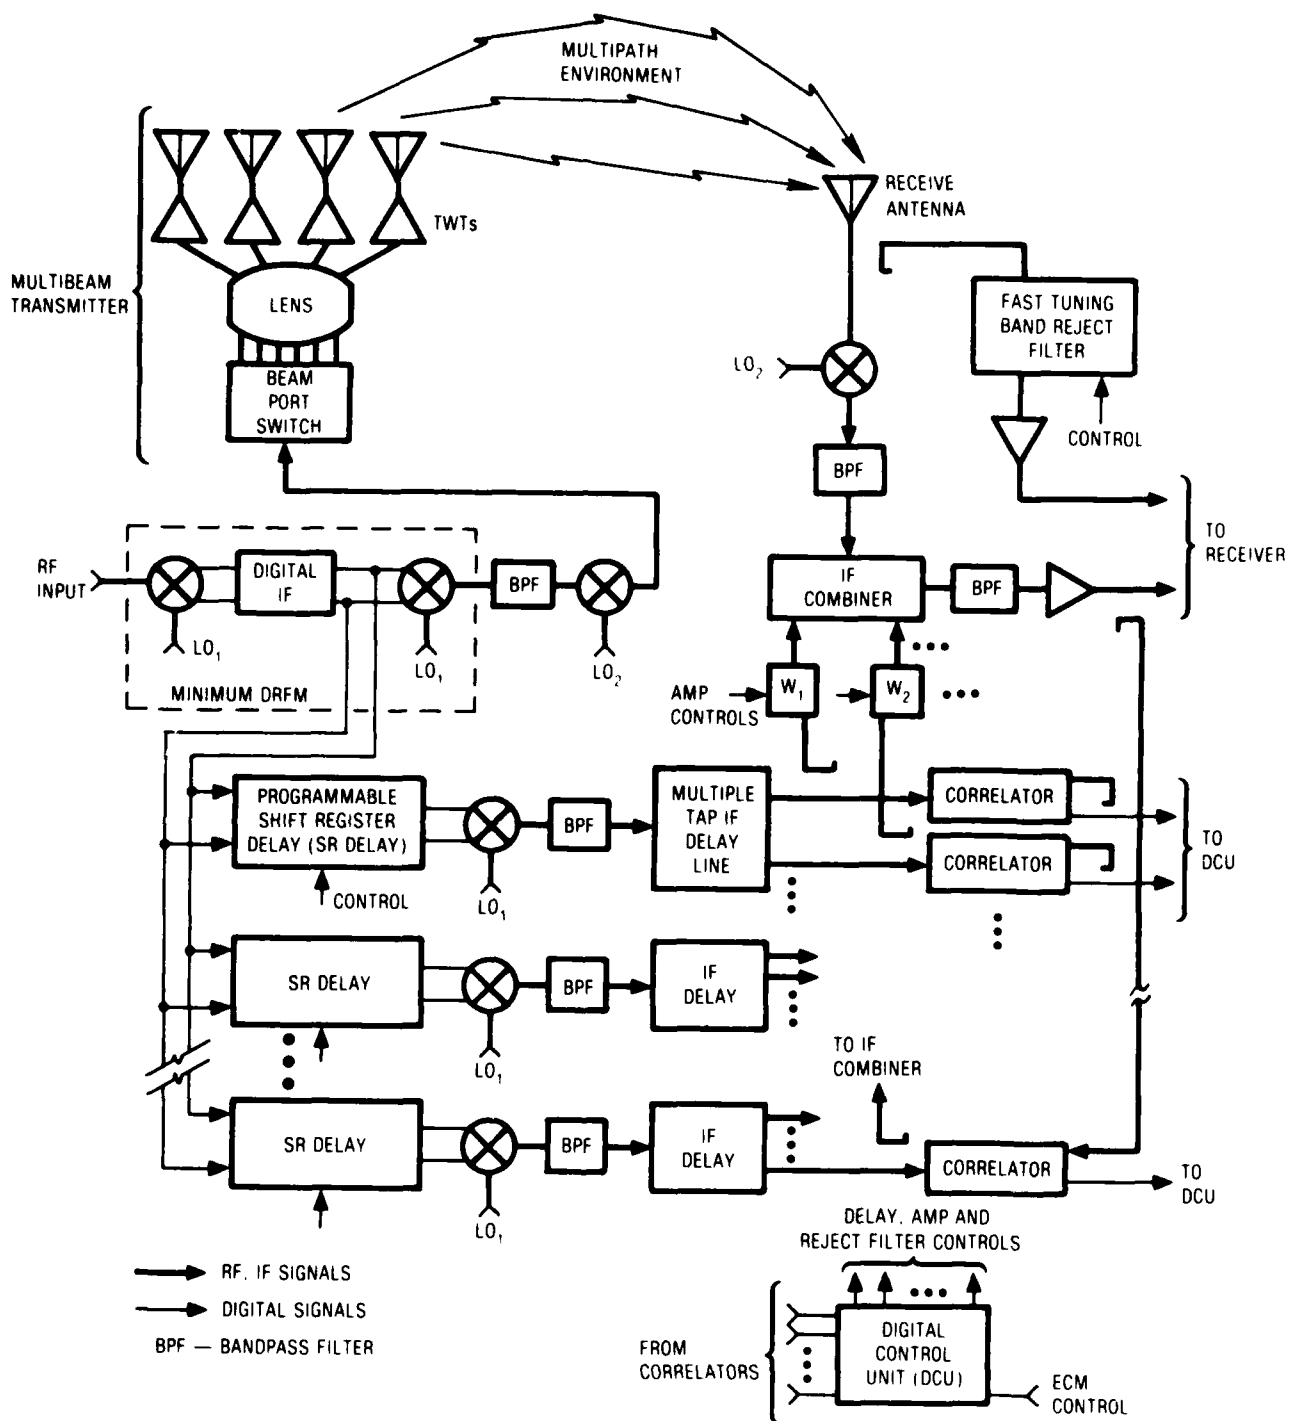 MULTIPATH
ENVIRONMENT
RECEIVE
ANTENNA
TWTs
MULTIBEAM
TRANSMITTER
LENS
BEAM
PORT
SWITCH
FAST TUNING
BAND REJECT
FILTER
LO2
CONTROL
BPF
TO
RECEIVER
RF
INPUT
DIGITAL
IF
BPF
IF
COMBINER
BPF
LO1
LO1
LO2
MINIMUM DRFM
AMP
CONTROLS
W1
W2
PROGRAMMABLE
SHIFT REGISTER
DELAY (SR DELAY)
BPF
MULTIPLE
TAP IF
DELAY
LINE
CORRELATOR
CORRELATOR
TO
DCU
CONTROL
LO1
SR DELAY
BPF
IF
DELAY
LO1
TO IF
COMBINER
SR DELAY
BPF
IF
DELAY
CORRELATOR
TO
DCU
LO1
DELAY, AMP AND
REJECT FILTER CONTROLS
RF, IF SIGNALS
DIGITAL SIGNALS
BPF — BANDPASS FILTER
FROM
CORRELATORS
DIGITAL
CONTROL
UNIT (DCU)
ECM
CONTROL